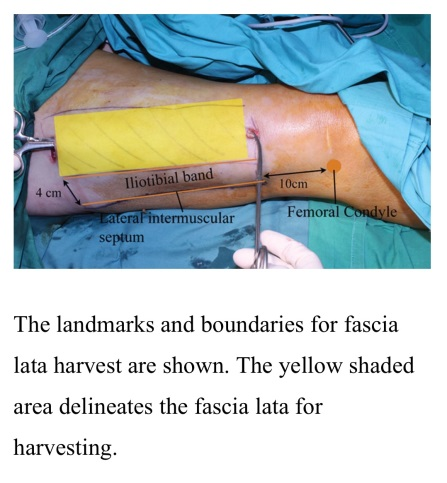 Iliotibial band
4 cm
10cm
Lateral intermuscular
septum
Femoral Condyle
The landmarks and boundaries for fascia
lata harvest are shown. The yellow shaded
area delineates the fascia lata for
harvesting.